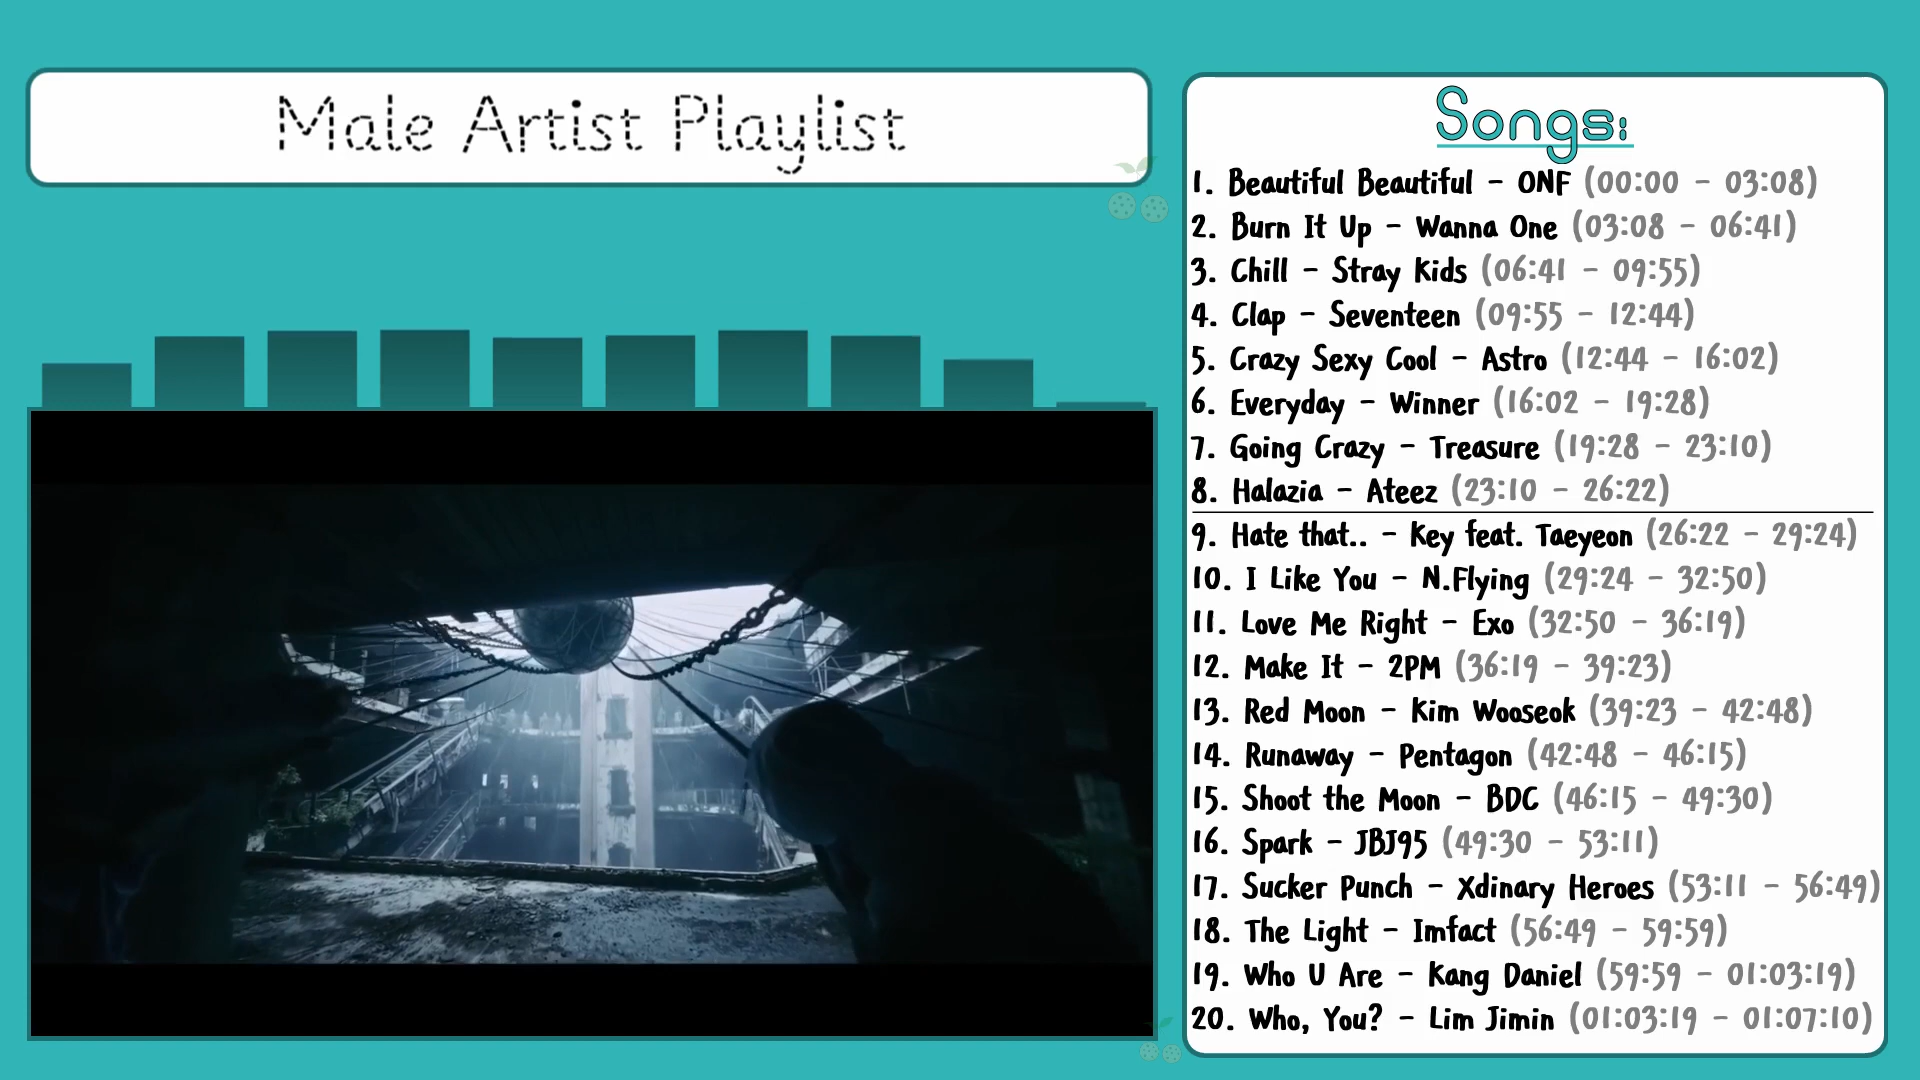 Male Artist Playlist
Songs:
1. Beautiful Beautiful - ONF (00:00 - 03:08)
2. Burn It Up - Wanna One (03:08 - 06:41)
3. Chill - Stray Kids (06:41 - 09:55)
4. Clap - Seventeen (09:55 - 12:44)
5. Crazy Sexy Cool - Astro (12:44 - 16:02)
6. Everyday - Winner (16:02 - 19:28)
7. Going Crazy - Treasure (19:28 - 23:10)
8. Halazia - Ateez (23:10 - 26:22)
9. Hate that.. - Key feat. Taeyeon (26:22 - 29:24)
10. I Like You - N.Flying (29:24 - 32:50)
11. Love Me Right - Exo (32:50 - 36:19)
12. Make It - 2PM (36:19 - 39:23)
13. Red Moon - Kim Wooseok (39:23 - 42:48)
14. Runaway - Pentagon (42:48 - 46:15)
15. Shoot the Moon - BDC (46:15 - 49:30)
16. Spark - JBJ95 (49:30 - 53:11)
17. Sucker Punch - Xdinary Heroes (53:11 - 56:49)
18. The Light - Imfact (56:49 - 59:59)
19. Who U Are - Kang Daniel (59:59 - 01:03:19)
20. Who, You? - Lim Jimin (01:03:19 - 01:07:10)